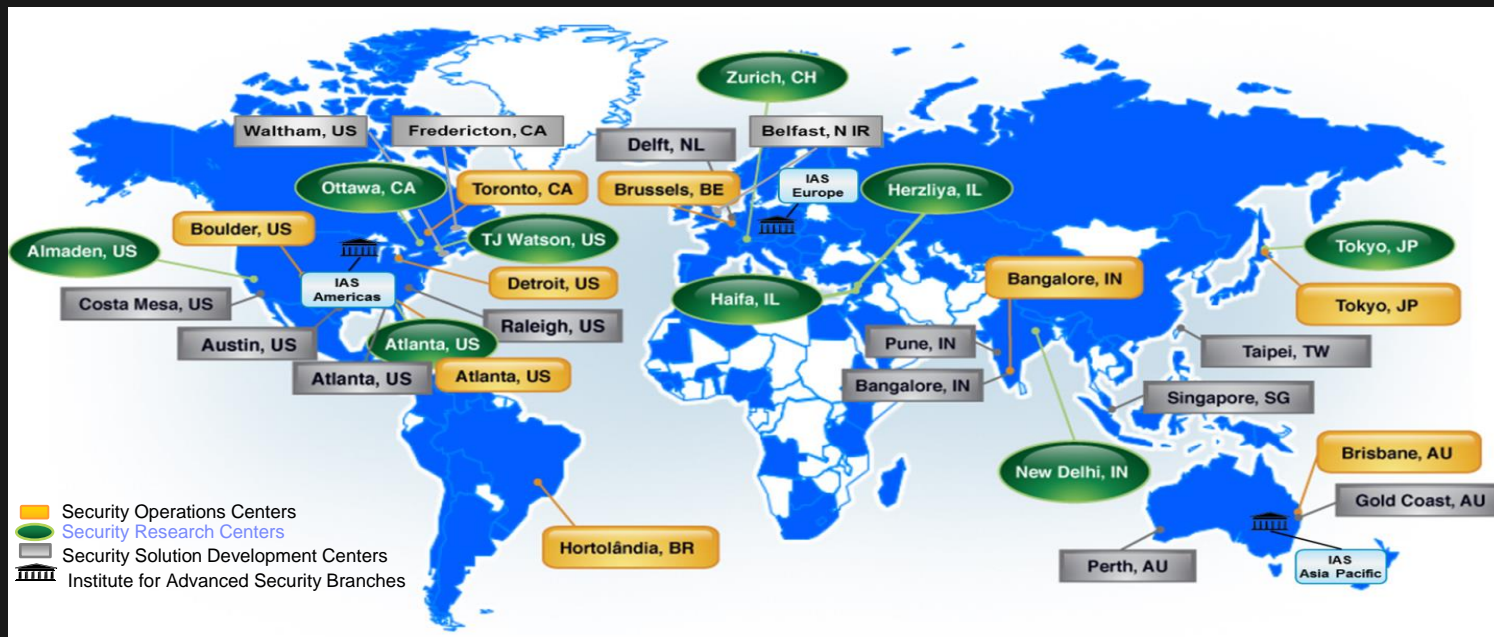 Zurich, CH
Waltham, US
Fredericton, CA
Delft, NL
Belfast, N IR
Ottawa, CA
Toronto, CA
Brussels, BE
IAS
Europe
Herzliya, IL
Boulder, US
TJ Watson, US
Almaden, US
Tokyo, JP
IAS
Americas
Detroit, US
Haifa, IL
Bangalore, IN
Costa Mesa, US
Tokyo, JP
Raleigh, US
Austin, US
Atlanta, US
Pune, IN
Taipei, TW
Atlanta, US
Atlanta, US
Bangalore, IN
Singapore, SG
New Delhi, IN
Brisbane, AU
Gold Coast, AU
Security Operations Centers
Security Research Centers
Security Solution Development Centers
Institute for Advanced Security Branches
Hortolândia, BR
Perth, AU
IAS
Asia Pacific